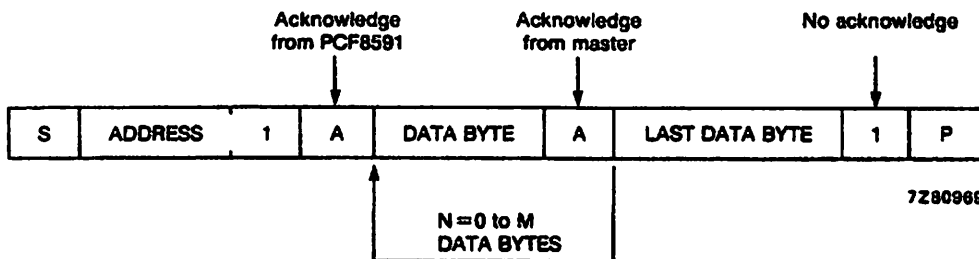 Acknowledge
from PCF8591
Acknowledge
from master
No acknowledge
S ADDRESS 1 A DATA BYTE A LAST DATA BYTE 1 P
7Z80969
N=0 to M
DATA BYTES